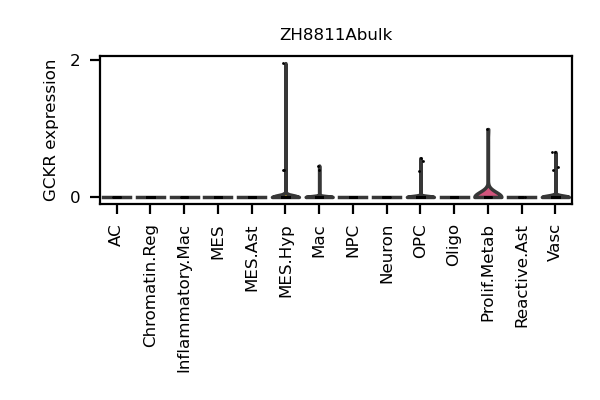 ZH8811Abulk
GCKR expression
2
0
AC
Chromatin.Reg
Inflammatory.Mac
MES
MES.Ast
MES.Hyp
Mac
NPC
Neuron
OPC
Oligo
Prolif.Metab
Reactive.Ast
Vasc